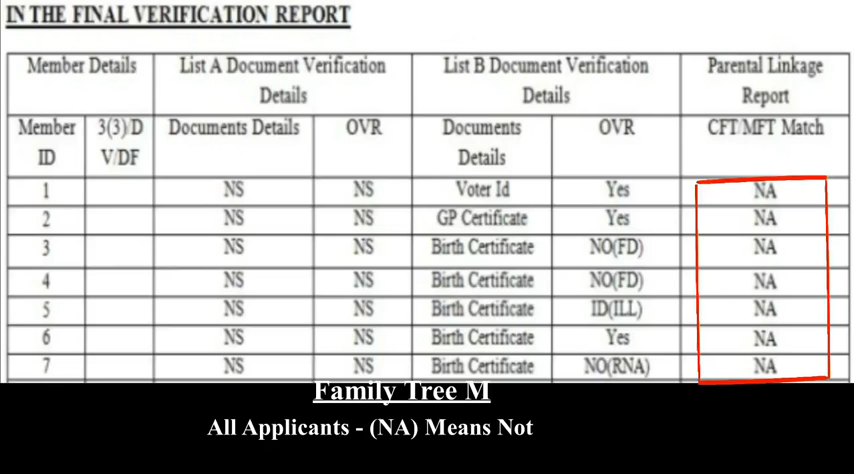 IN THE FINAL VERIFICATION REPORT
Member Details | List A Document Verification Details | List B Document Verification Details | Parental Linkage Report
Member ID | 3(3)/D V/DF | Documents Details | OVR | Documents Details | OVR | CFT/MFT Match
1 | | NS | NS | Voter Id | Yes | NA
2 | | NS | NS | GP Certificate | Yes | NA
3 | | NS | NS | Birth Certificate | NO(FD) | NA
4 | | NS | NS | Birth Certificate | NO(FD) | NA
5 | | NS | NS | Birth Certificate | ID(ILL) | NA
6 | | NS | NS | Birth Certificate | Yes | NA
7 | | NS | NS | Birth Certificate | NO(RNA) | NA
Family Tree M
All Applicants - (NA) Means Not